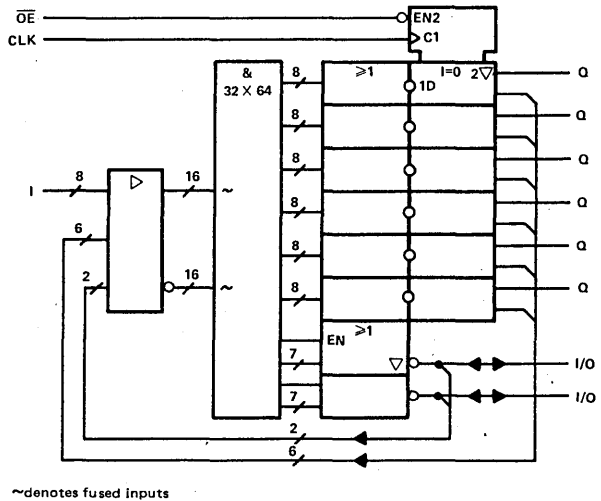 OE EN2
CLK C1
& 8 ≥1 I=0 2▽ Q
32 X 64 1D
8 Q
8 Q
I 8 ▷ 16 ~ 8 Q
6 8 Q
2 16 ~ 8 Q
≥1
EN
7 ▽ I/O
7 I/O
2
6
~denotes fused inputs